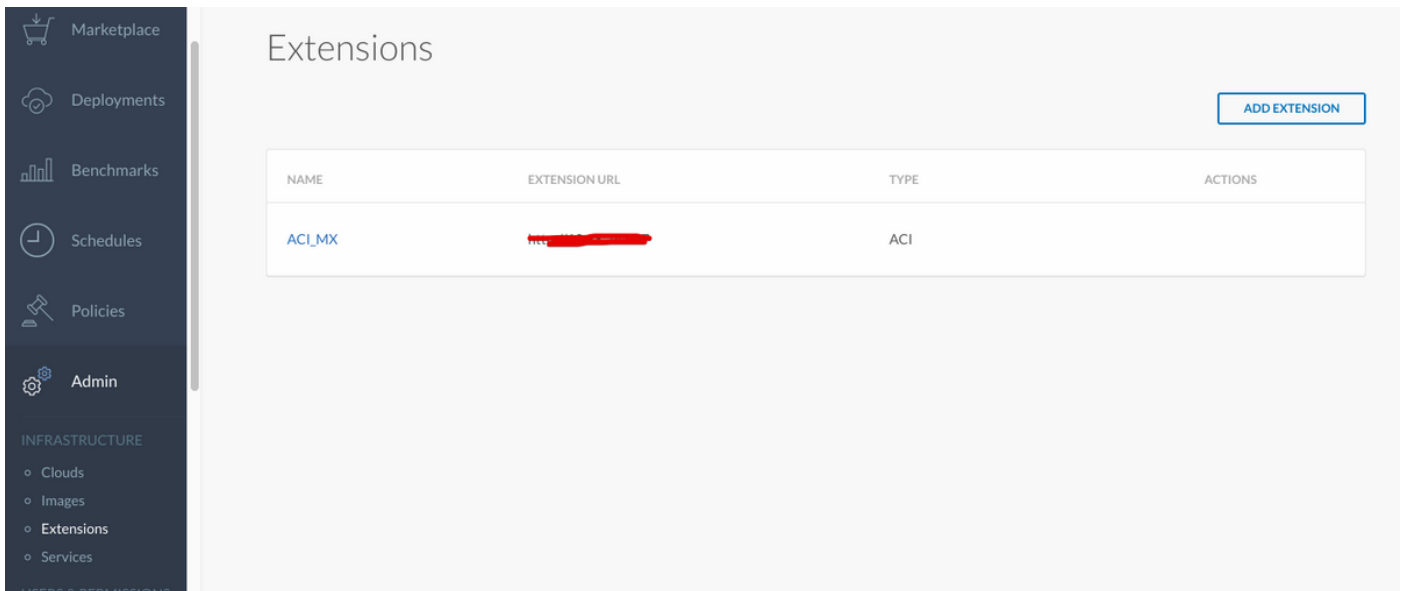 Marketplace
Deployments
Benchmarks
Schedules
Policies
Admin
INFRASTRUCTURE
Clouds
Images
Extensions
Services
Extensions
ADD EXTENSION
NAME EXTENSION URL TYPE ACTIONS
ACI_MX ACI